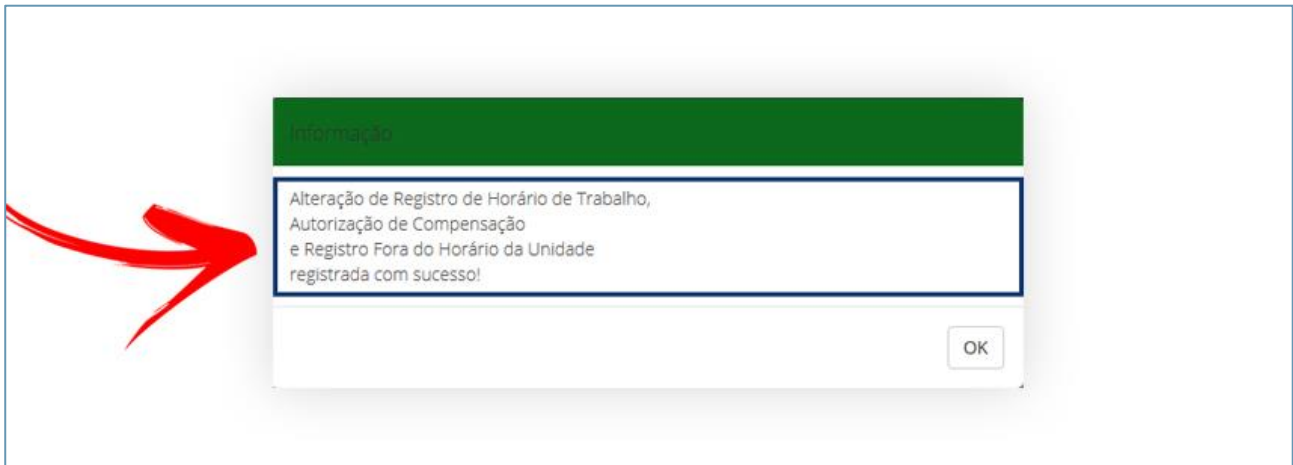 Informação
Alteração de Registro de Horário de Trabalho,
Autorização de Compensação
e Registro Fora do Horário da Unidade
registrada com sucesso!
OK